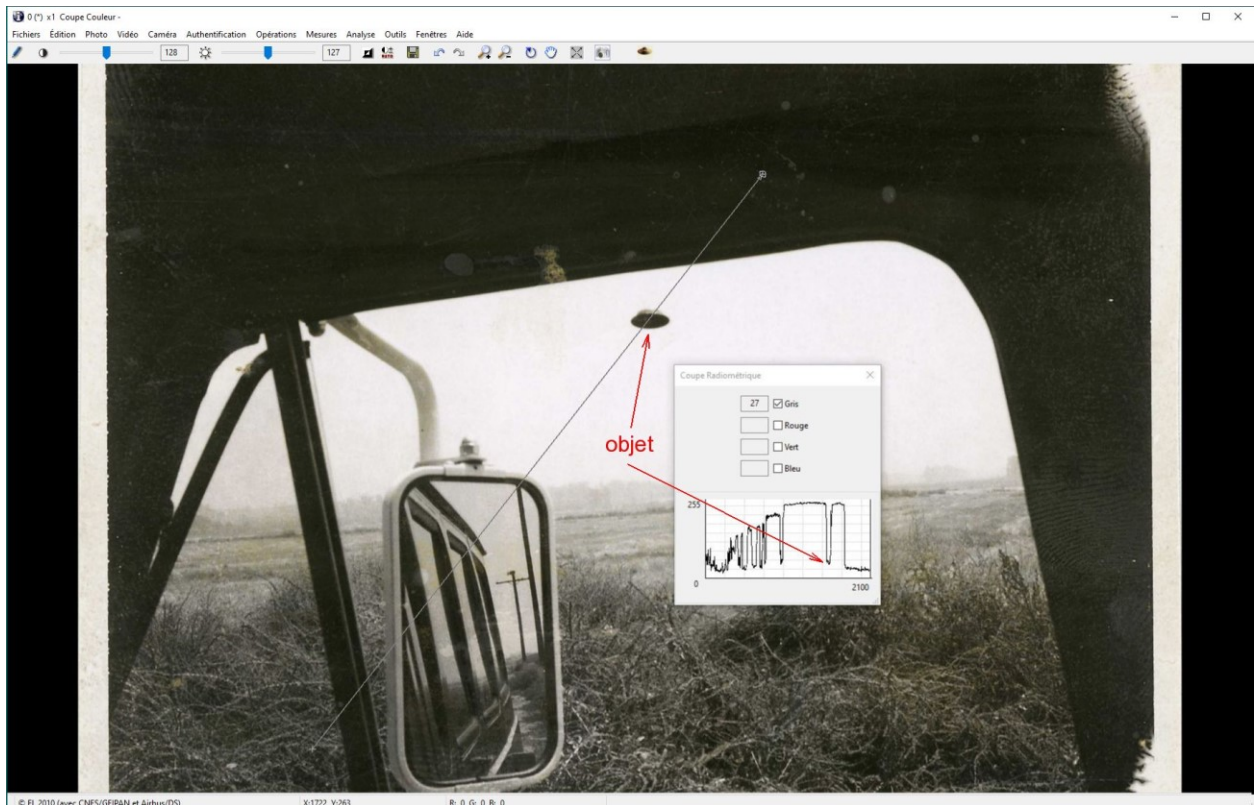 0 (*) x1 Coupe Couleur -
Fichiers Édition Photo Vidéo Caméra Authentification Opérations Mesures Analyse Outils Fenêtres Aide
128 127
Coupe Radiométrique
27 Gris
Rouge
objet
Vert
Bleu
255
0 2100
© FL 2010 (avec CNES/GEIPAN et Airbus/DS) X:1722 Y:263 R: 0 G: 0 B: 0